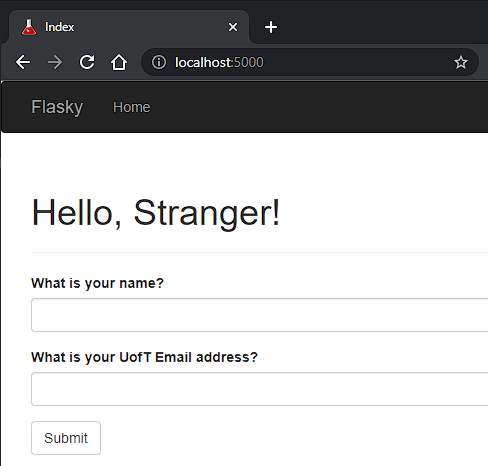 Index
localhost:5000
Flasky Home
Hello, Stranger!
What is your name?
What is your UofT Email address?
Submit